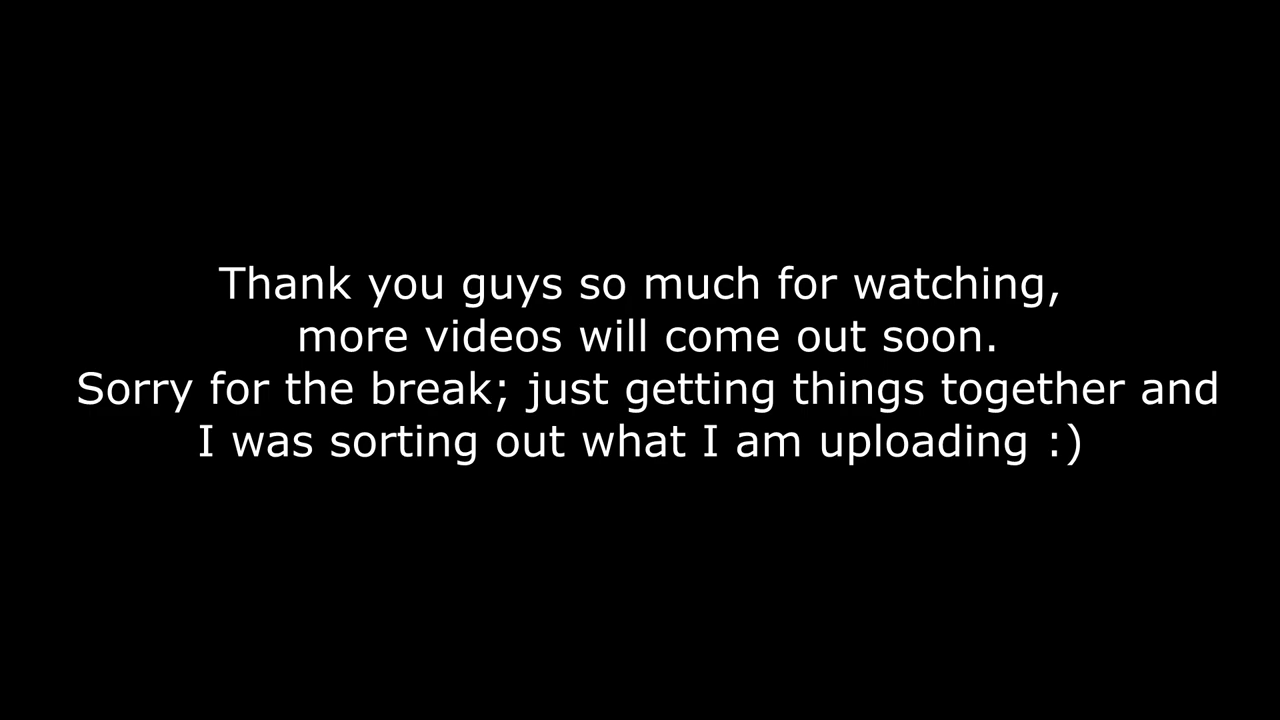 Thank you guys so much for watching,
more videos will come out soon.
Sorry for the break; just getting things together and
I was sorting out what I am uploading :)